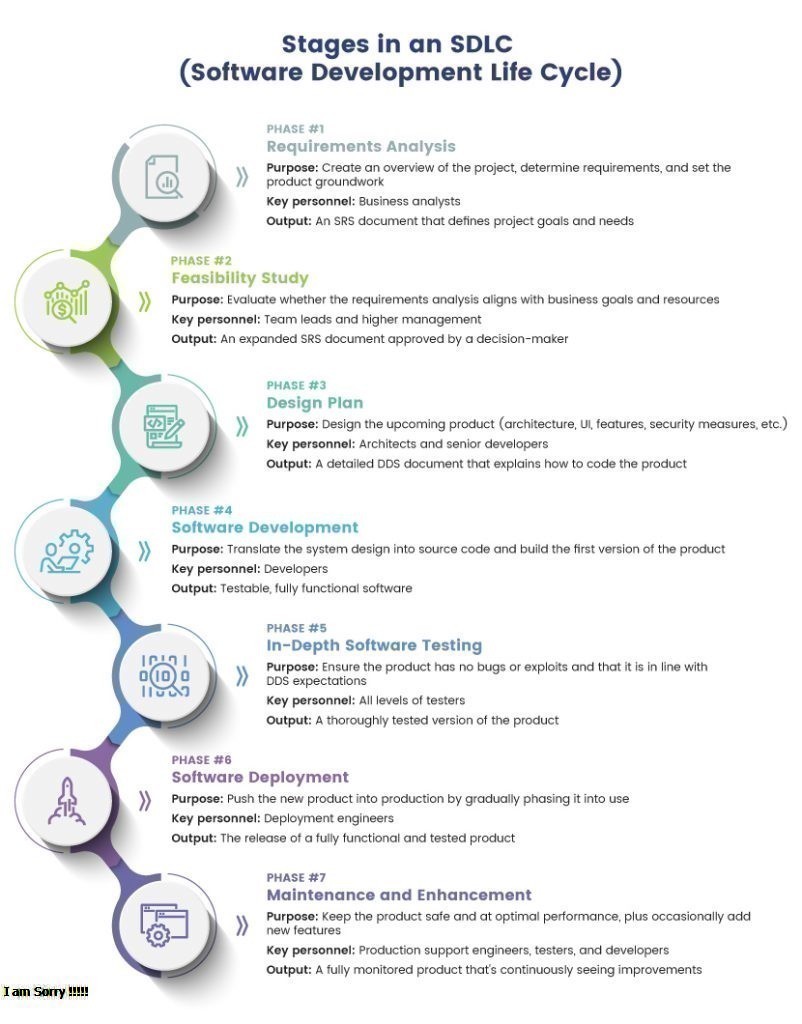 Stages in an SDLC
(Software Development Life Cycle)
PHASE #1
Requirements Analysis
Purpose: Create an overview of the project, determine requirements, and set the
product groundwork
Key personnel: Business analysts
Output: An SRS document that defines project goals and needs
PHASE #2
Feasibility Study
Purpose: Evaluate whether the requirements analysis aligns with business goals and resources
Key personnel: Team leads and higher management
Output: An expanded SRS document approved by a decision-maker
PHASE #3
Design Plan
Purpose: Design the upcoming product (architecture, UI, features, security measures, etc.)
Key personnel: Architects and senior developers
Output: A detailed DDS document that explains how to code the product
PHASE #4
Software Development
Purpose: Translate the system design into source code and build the first version of the product
Key personnel: Developers
Output: Testable, fully functional software
PHASE #5
In-Depth Software Testing
Purpose: Ensure the product has no bugs or exploits and that it is in line with
DDS expectations
Key personnel: All levels of testers
Output: A thoroughly tested version of the product
PHASE #6
Software Deployment
Purpose: Push the new product into production by gradually phasing it into use
Key personnel: Deployment engineers
Output: The release of a fully functional and tested product
PHASE #7
Maintenance and Enhancement
Purpose: Keep the product safe and at optimal performance, plus occasionally add
new features
Key personnel: Production support engineers, testers, and developers
Output: A fully monitored product that's continuously seeing improvements
I am Sorry !!!!!